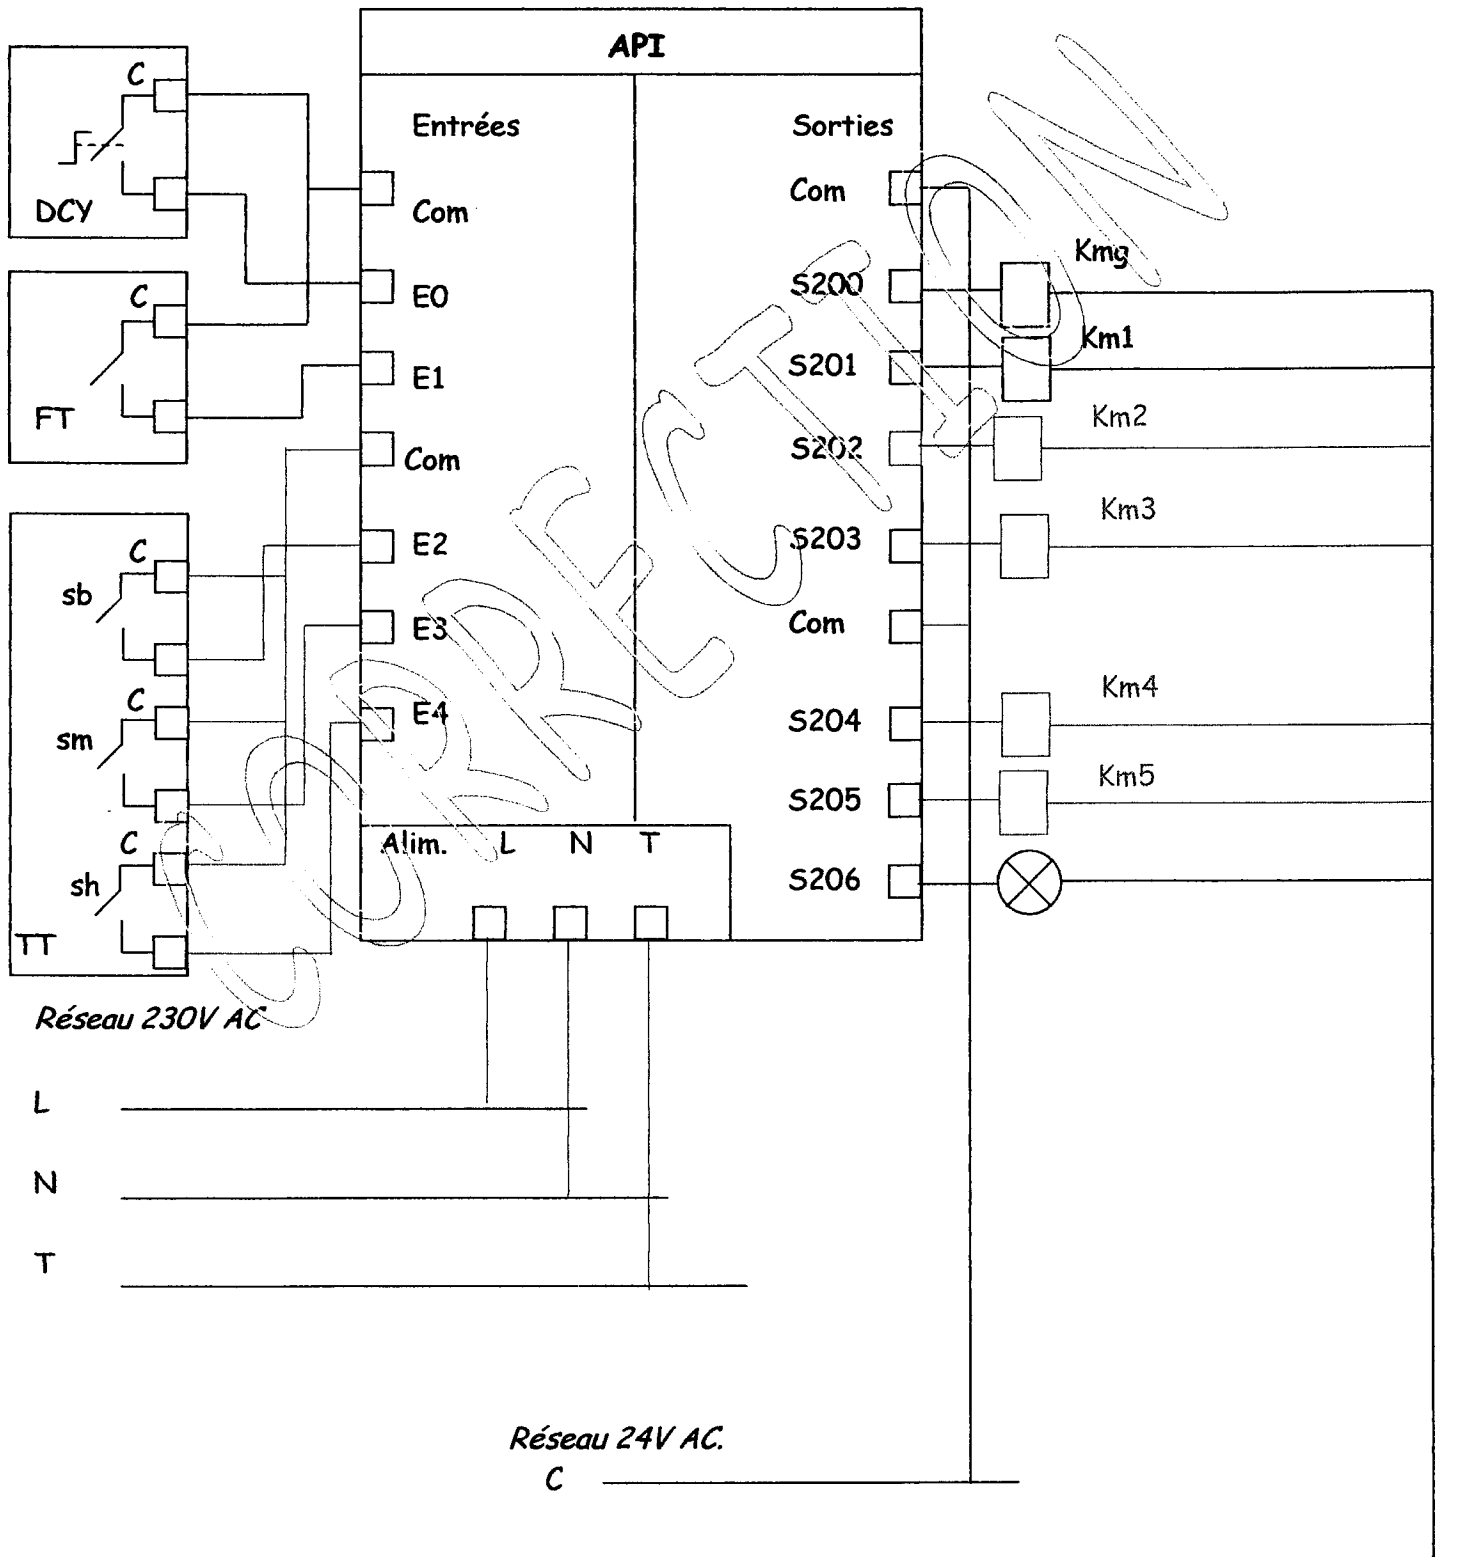 API
Entrées
Sorties
C
DCY
C
FT
C
sb
C
sm
C
sh
TT
Com
E0
E1
Com
E2
E3
E4
Com
S200
S201
S202
S203
Com
S204
S205
S206
Kmg
Km1
Km2
Km3
Km4
Km5
Alim. L N T
CORRECTION
Réseau 230V AC
L
N
T
Réseau 24V AC.
C